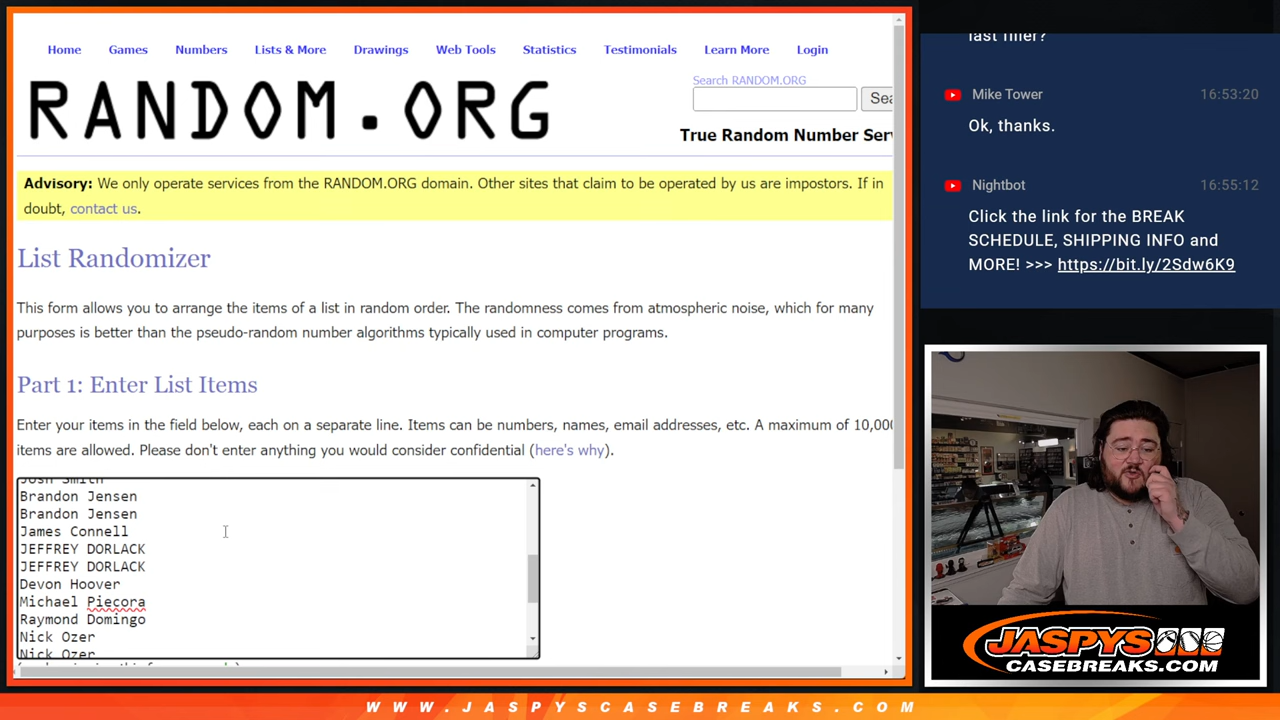 Home Games Numbers Lists & More Drawings Web Tools Statistics Testimonials Learn More Login
RANDOM.ORG
Search RANDOM.ORG
Sea
True Random Number Serv
Advisory: We only operate services from the RANDOM.ORG domain. Other sites that claim to be operated by us are impostors. If in
doubt, contact us.
List Randomizer
This form allows you to arrange the items of a list in random order. The randomness comes from atmospheric noise, which for many
purposes is better than the pseudo-random number algorithms typically used in computer programs.
Part 1: Enter List Items
Enter your items in the field below, each on a separate line. Items can be numbers, names, email addresses, etc. A maximum of 10,000
items are allowed. Please don't enter anything you would consider confidential (here's why).
Josh Smith
Brandon Jensen
Brandon Jensen
James Connell
JEFFREY DORLACK
JEFFREY DORLACK
Devon Hoover
Michael Piecora
Raymond Domingo
Nick Ozer
Nick Ozer
last filler?
Mike Tower 16:53:20
Ok, thanks.
Nightbot 16:55:12
Click the link for the BREAK
SCHEDULE, SHIPPING INFO and
MORE! >>> https://bit.ly/2Sdw6K9
JASPYS
CASEBREAKS.COM
WWW.JASPYSCASEBREAKS.COM